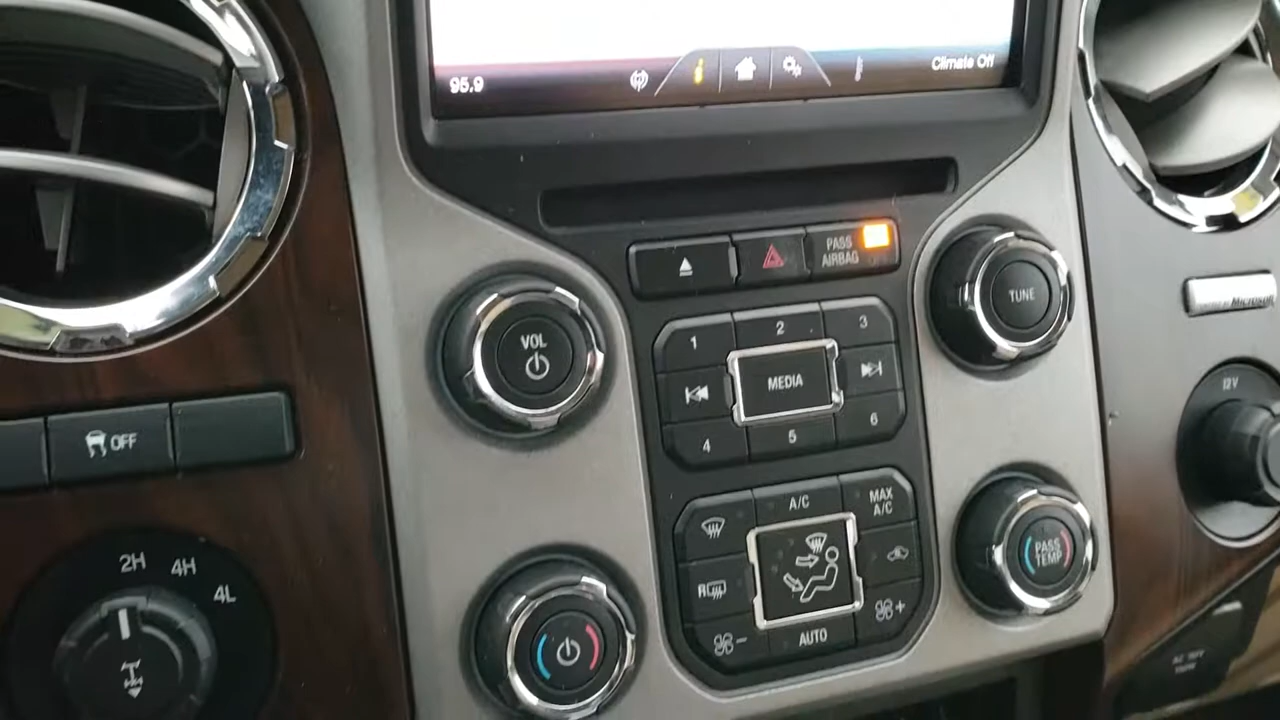 95.9
Climate Off
PASS
AIRBAG
VOL
TUNE
1
2
3
MEDIA
4
5
6
Microsoft
12V
OFF
2H
4H
4L
A/C
MAX
A/C
R
PASS
TEMP
AUTO